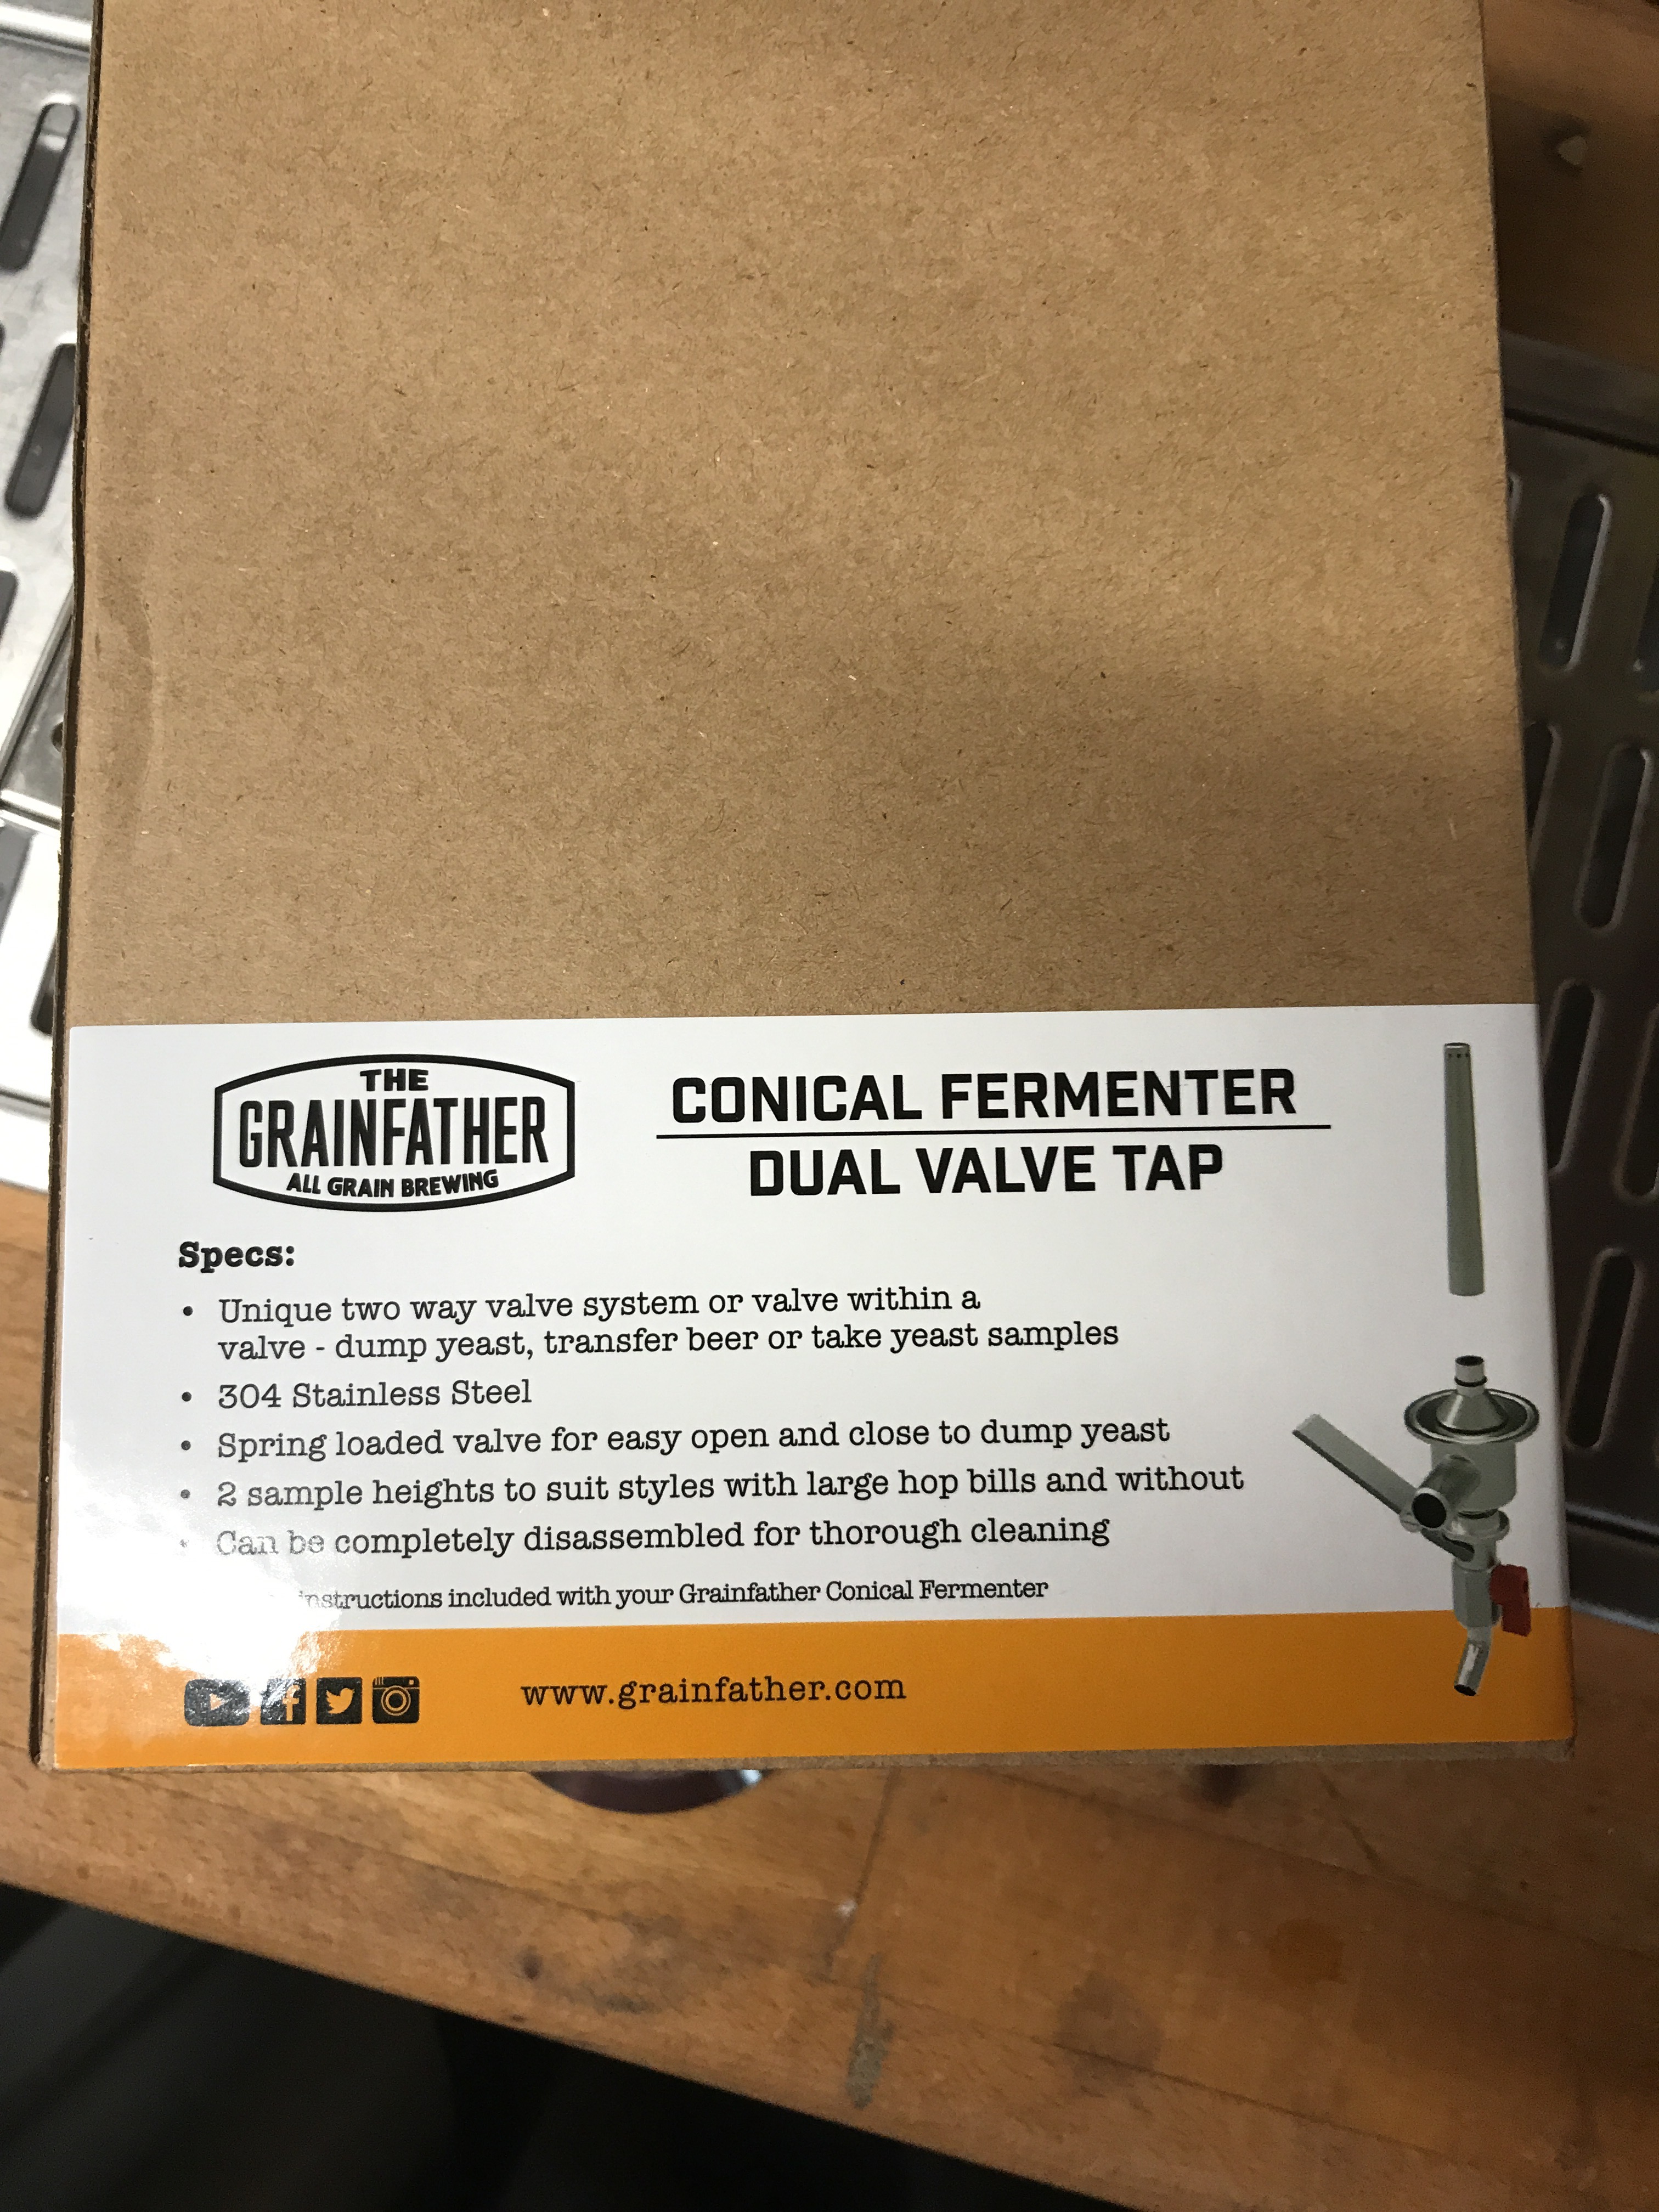 THE
GRAINFATHER
ALL GRAIN BREWING
CONICAL FERMENTER
DUAL VALVE TAP
Specs:
• Unique two way valve system or valve within a
valve - dump yeast, transfer beer or take yeast samples
• 304 Stainless Steel
• Spring loaded valve for easy open and close to dump yeast
• 2 sample heights to suit styles with large hop bills and without
• Can be completely disassembled for thorough cleaning
instructions included with your Grainfather Conical Fermenter
www.grainfather.com